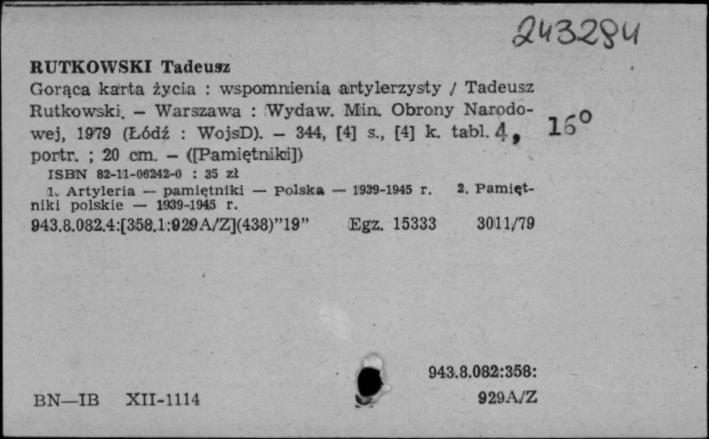 243294
RUTKOWSKI Tadeusz
Gorąca karta życia : wspomnienia artylerzysty / Tadeusz
Rutkowski. — Warszawa : Wydaw. Min. Obrony Narodo-
wej, 1979 (Łódź : WojsD). — 344, [4] s., [4] k. tabl. 4,
16°
portr. ; 20 cm. — ([Pamiętniki])
ISBN 82-11-06242-0 : 35 zł
1. Artyleria — pamiętniki — Polska — 1939-1945 r. 2. Pamięt-
niki polskie — 1939-1945 r.
943.8.082.4:[358.1:929A/Z](438)"19" Egz. 15333 3011/79
943.8.082:358:
BN—IB XII-1114 929A/Z